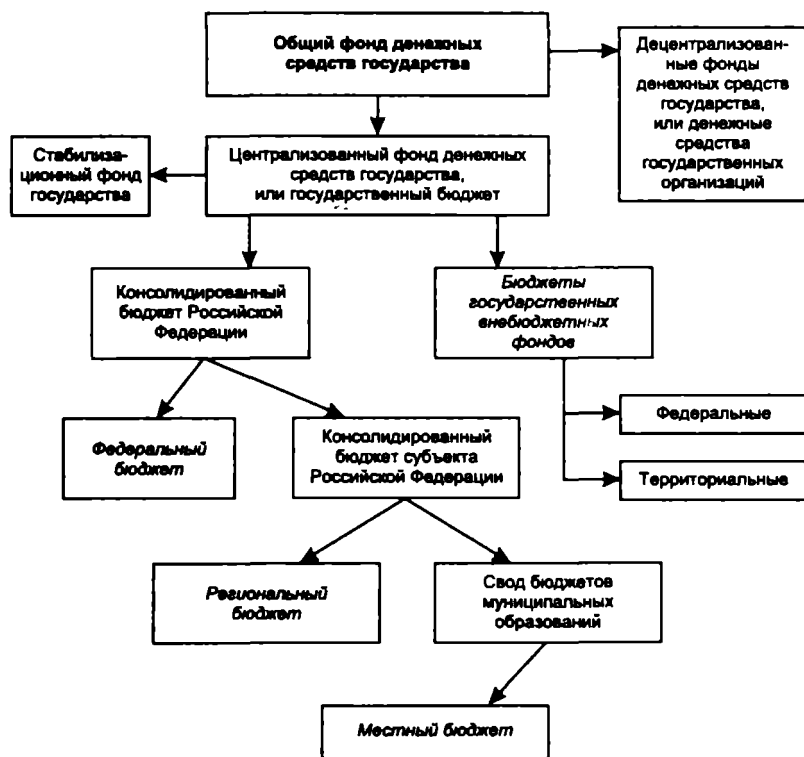 Общий фонд денежных
средств государства
Децентрализован-
ные фонды
денежных средств
государства,
или денежные
средства
государственных
организаций
Стабилиза-
ционный фонд
государства
Централизованный фонд денежных
средств государства,
или государственный бюджет
Консолидированный
бюджет Российской
Федерации
Бюджеты
государственных
внебюджетных
фондов
Федеральный
бюджет
Консолидированный
бюджет субъекта
Российской Федерации
Федеральные
Территориальные
Региональный
бюджет
Свод бюджетов
муниципальных
образований
Местный бюджет